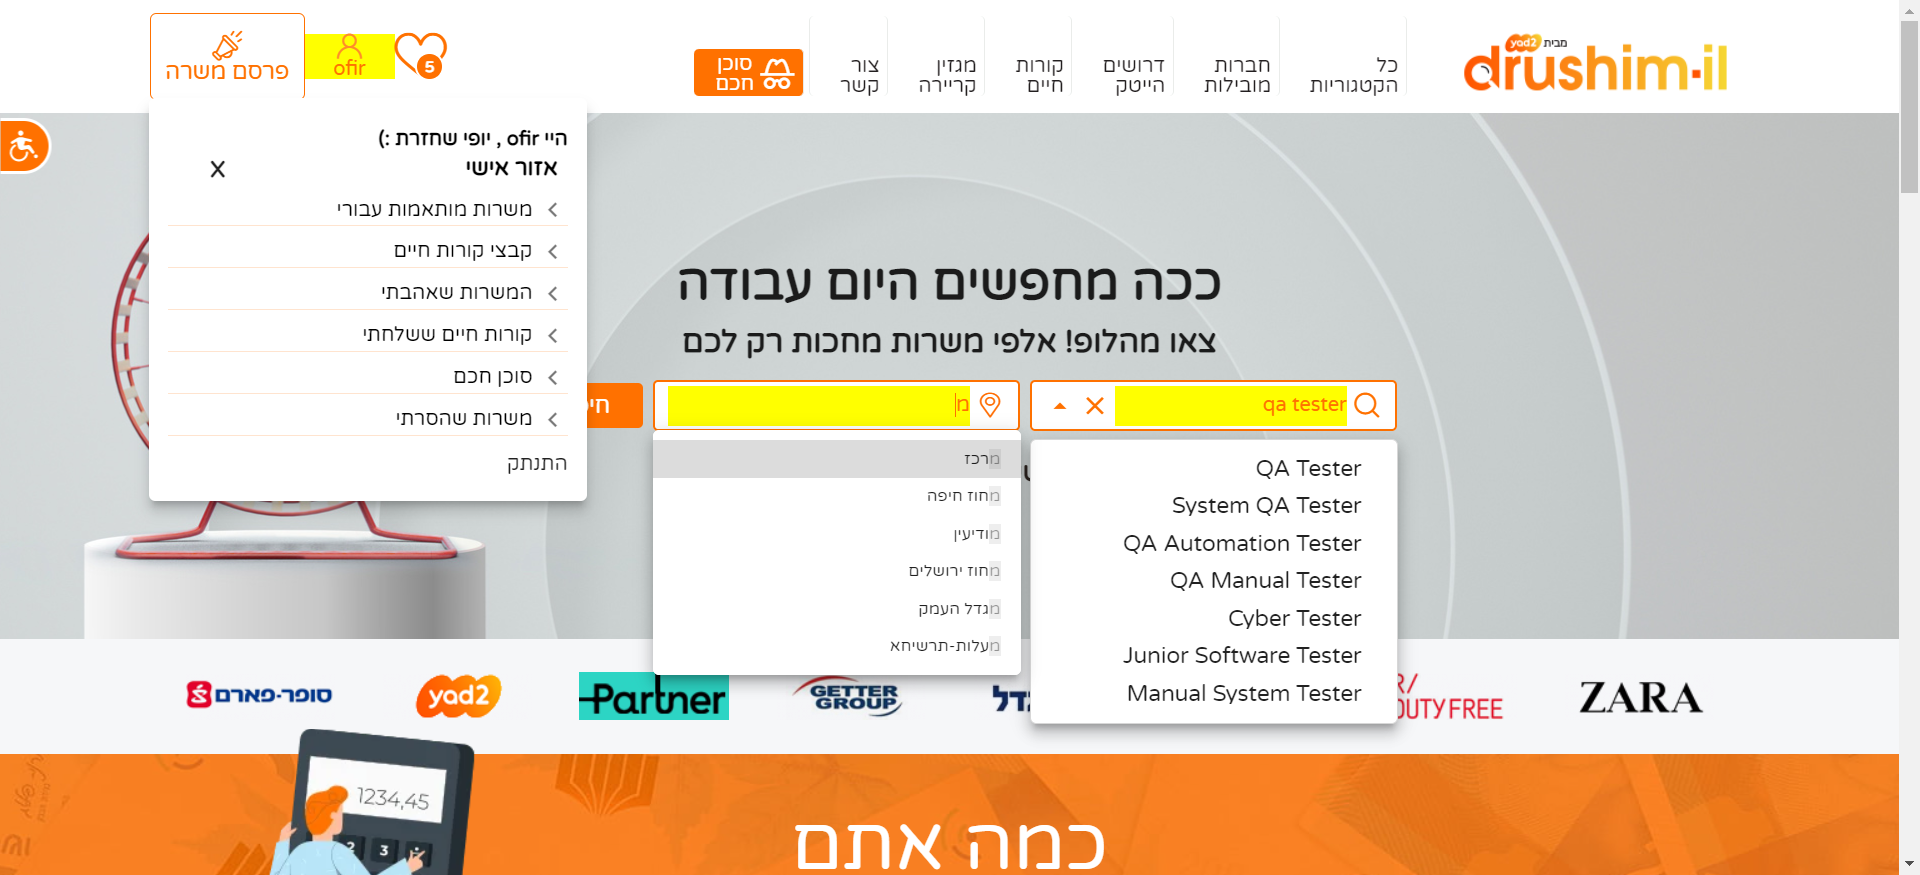 מבית yad2
drushim·il
כל הקטגוריות
חברות מובילות
דרושים הייטק
קורות חיים
מגזין קריירה
צור קשר
סוכן חכם
5
ofir
פרסם משרה
היי ofir , יופי שחזרת :)
אזור אישי
X
משרות מותאמות עבורי
קבצי קורות חיים
המשרות שאהבתי
קורות חיים ששלחתי
סוכן חכם
משרות שהסרתי
התנתק
ככה מחפשים היום עבודה
צאו מהלופ! אלפי משרות מחכות רק לכם
qa tester
מ
QA Tester
System QA Tester
QA Automation Tester
QA Manual Tester
Cyber Tester
Junior Software Tester
Manual System Tester
מרכז
מחוז חיפה
מודיעין
מחוז ירושלים
מגדל העמק
מעלות-תרשיחא
ZARA
DUTY FREE
GETTER GROUP
Partner
yad2
סופר-פארם
1234,45
2 3
כמה אתם